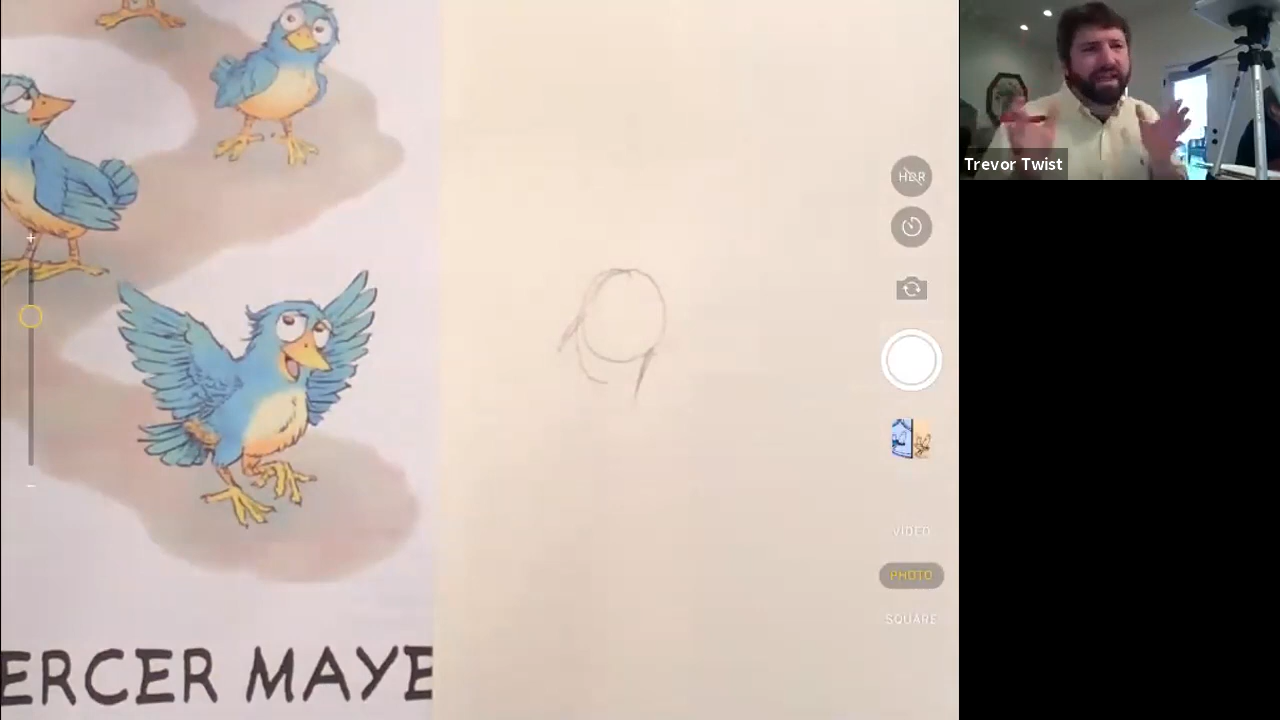 HDR
Trevor Twist
VIDEO
PHOTO
SQUARE
ERCER MAYE